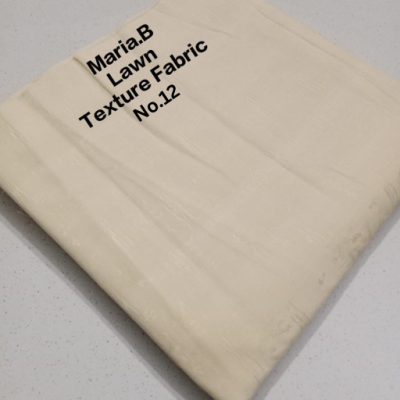 Maria.B
Lawn
Texture Fabric
No.12